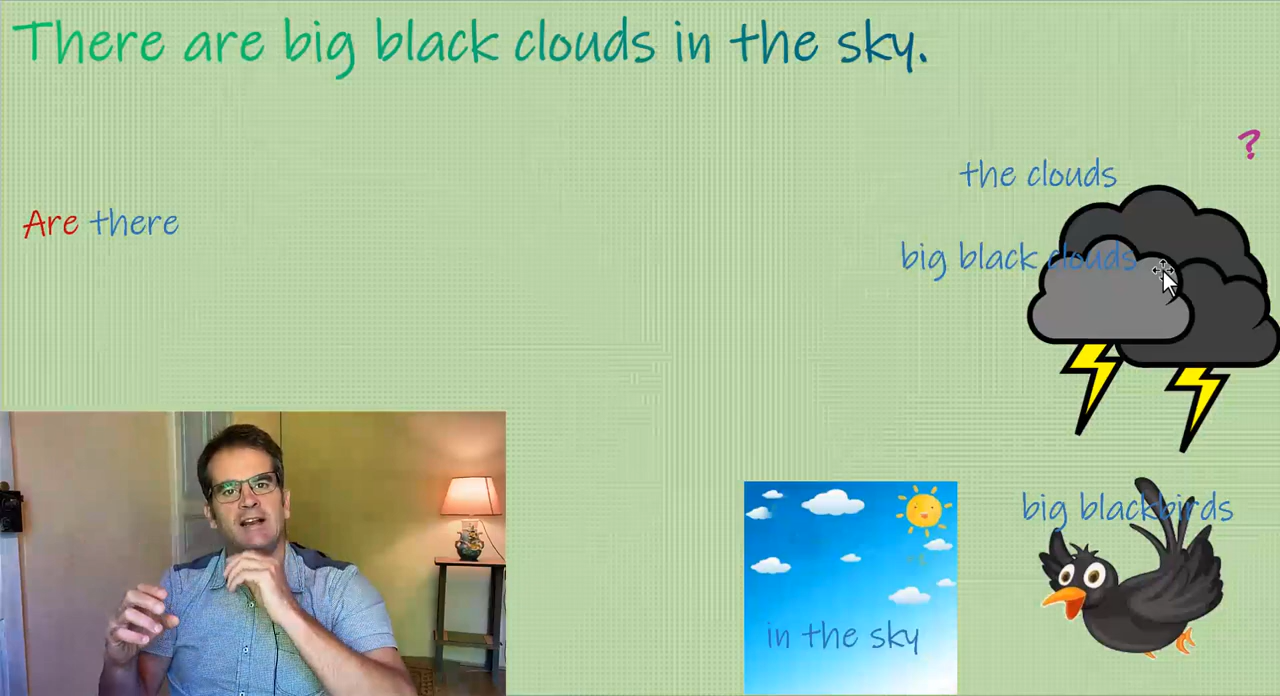 There are big black clouds in the sky.
?
the clouds
Are there
big black clouds
big blackbirds
in the sky